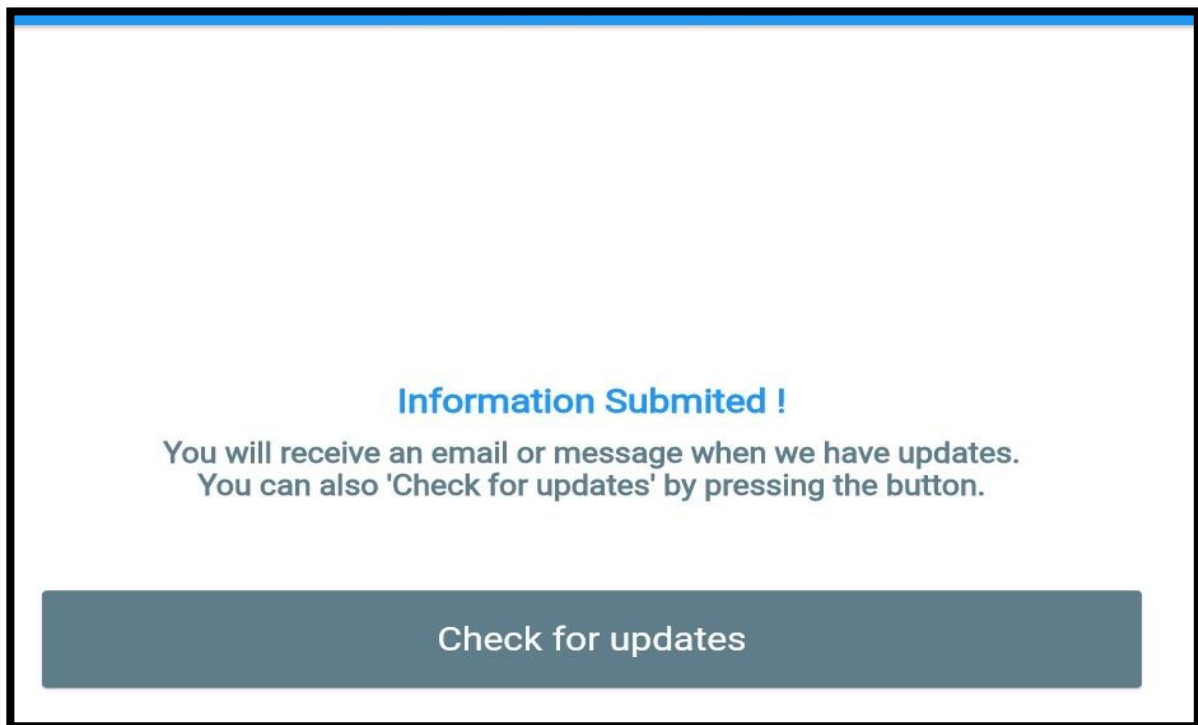 Information Submited !
You will receive an email or message when we have updates.
You can also 'Check for updates' by pressing the button.
Check for updates